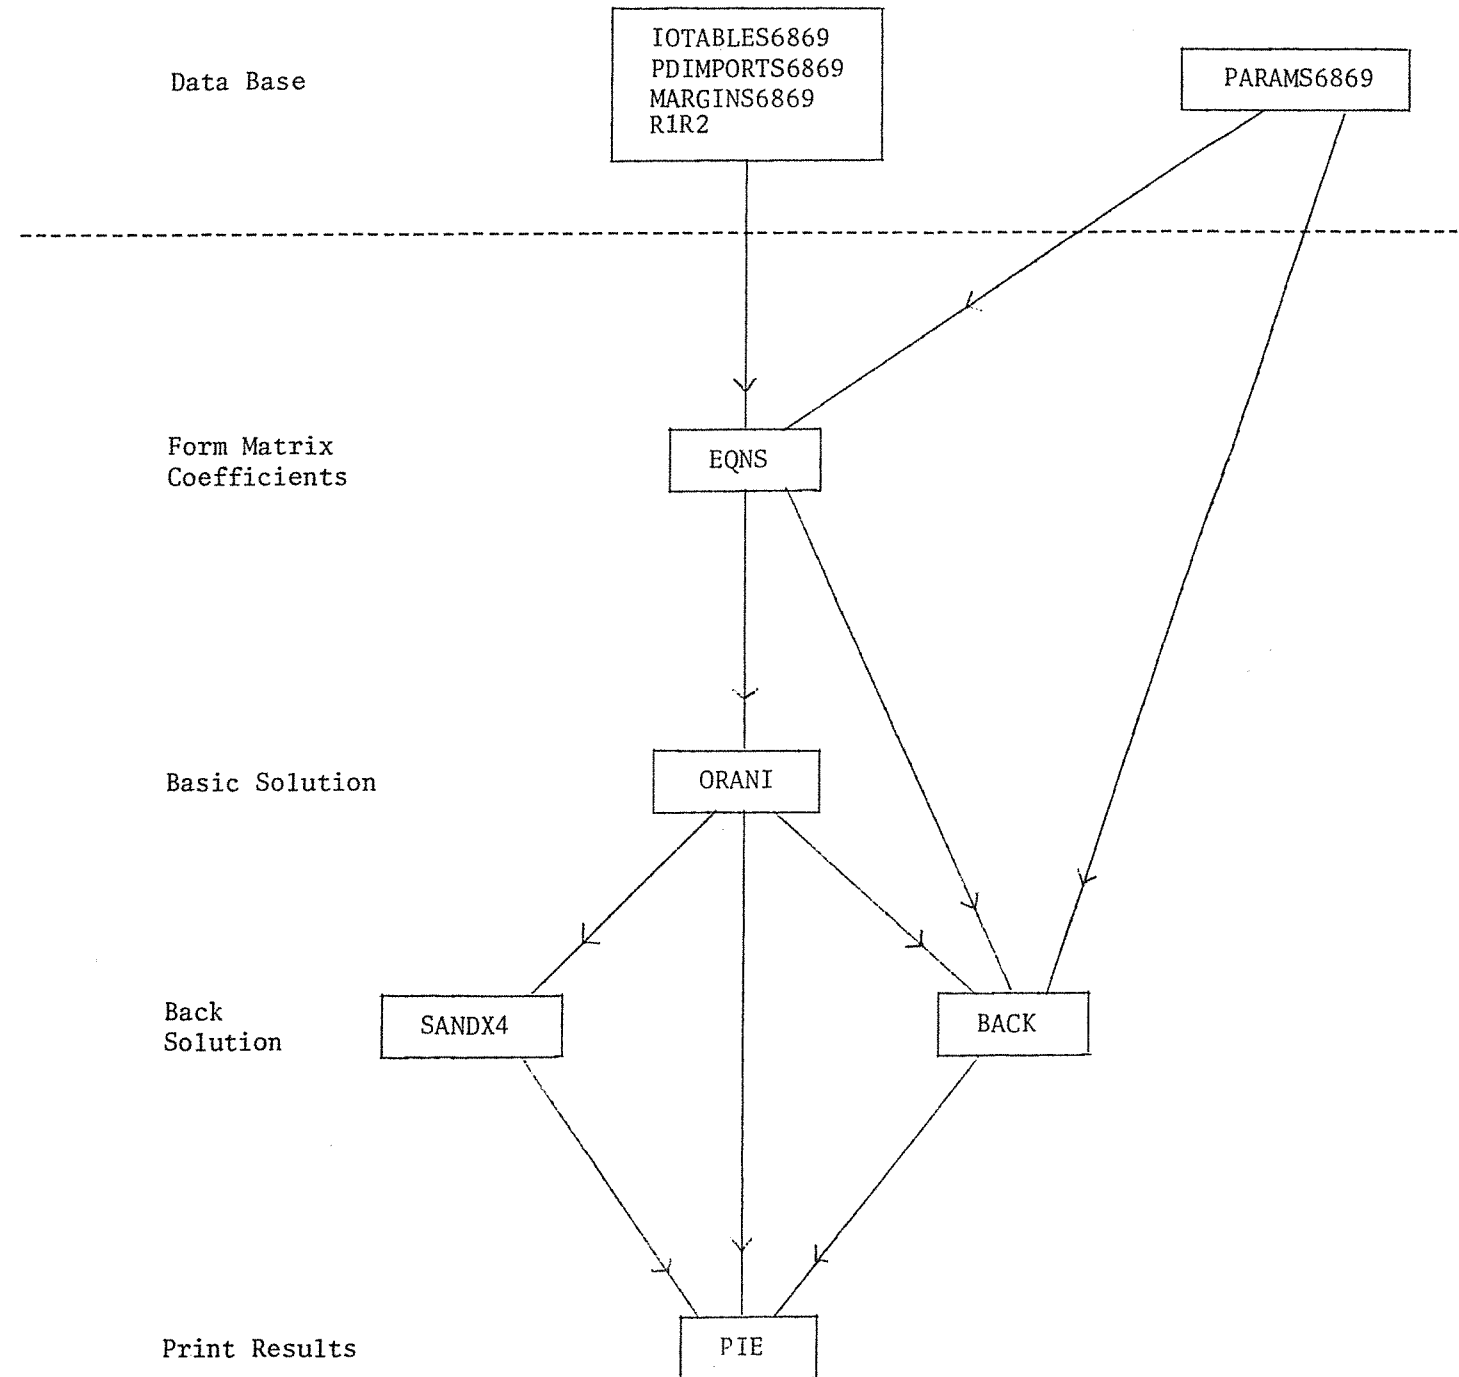 Data Base
IOTABLES6869
PDIMPORTS6869
MARGINS6869
R1R2
PARAMS6869
Form Matrix
Coefficients
EQNS
Basic Solution
ORANI
Back
Solution
SANDX4
BACK
Print Results
PIE